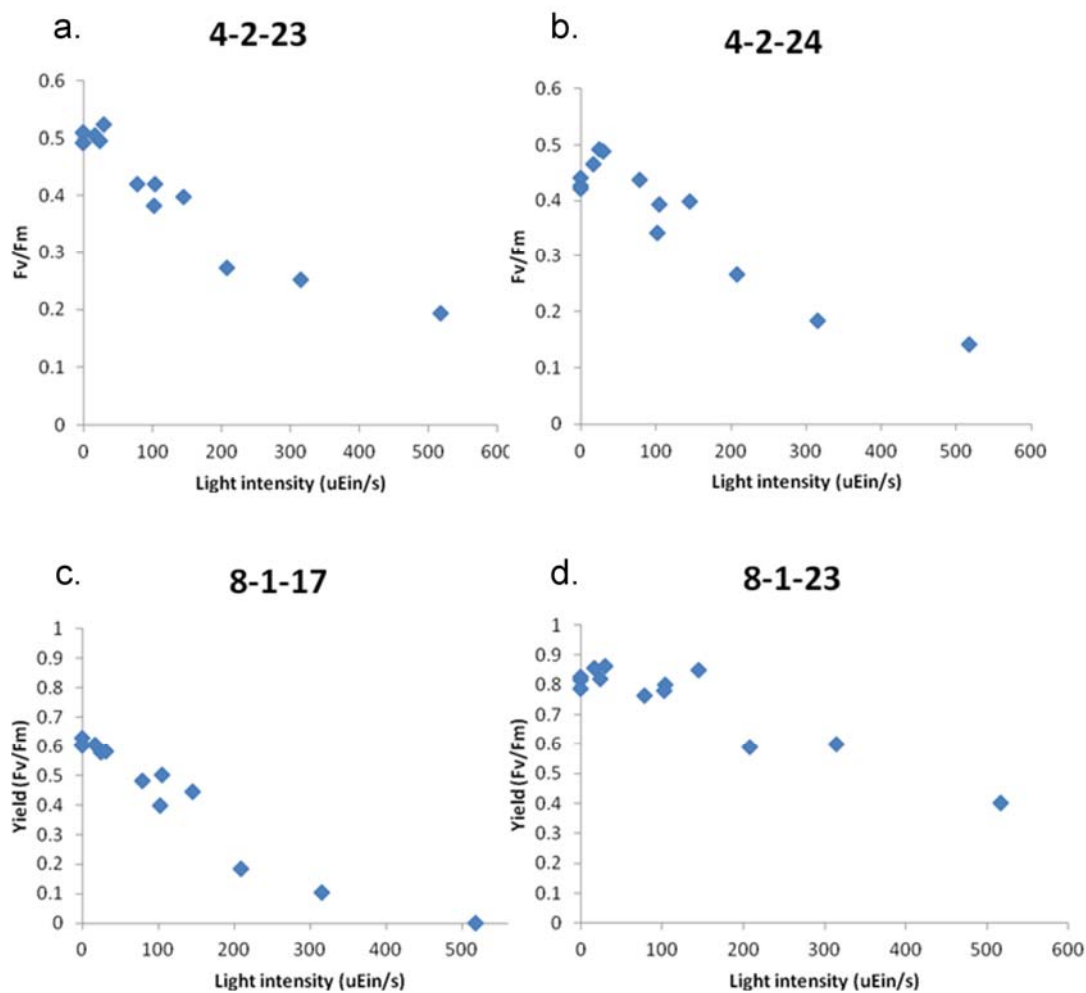 a.
4-2-23
0.6
0.5
0.4
0.3
0.2
0.1
0
Fv/Fm
0 100 200 300 400 500 600
Light intensity (uEin/s)
b.
4-2-24
0.6
0.5
0.4
0.3
0.2
0.1
0
Fv/Fm
0 100 200 300 400 500 600
Light intensity (uEin/s)
c.
8-1-17
1
0.9
0.8
0.7
0.6
0.5
0.4
0.3
0.2
0.1
0
Yield (Fv/Fm)
0 100 200 300 400 500
Light intensity (uEin/s)
d.
8-1-23
1
0.9
0.8
0.7
0.6
0.5
0.4
0.3
0.2
0.1
0
Yield (Fv/Fm)
0 100 200 300 400 500 600
Light intensity (uEin/s)